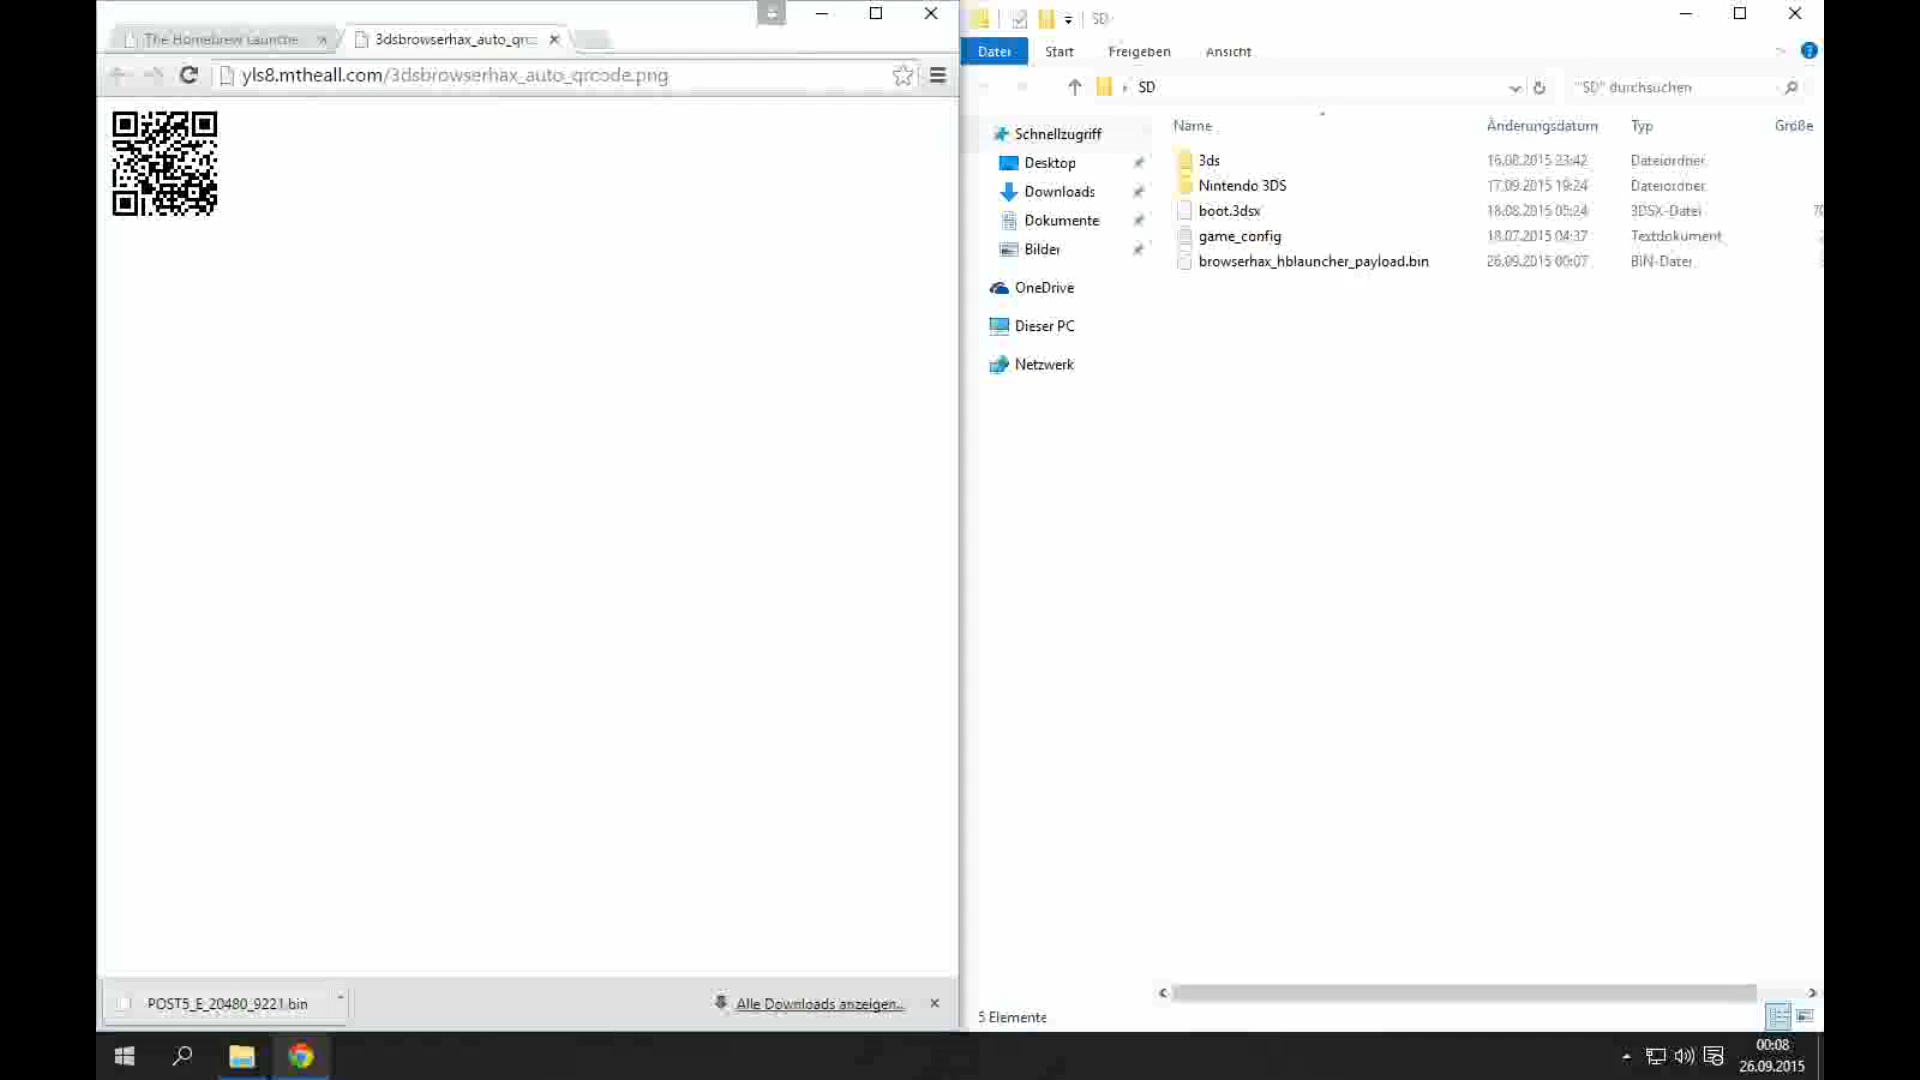 The Homebrew Launche
3dsbrowserhax_auto_qrc
yls8.mtheall.com/3dsbrowserhax_auto_qrcode.png
POST5_E_20480_9221.bin
Alle Downloads anzeigen...
SD
Datei
Start
Freigeben
Ansicht
SD
"SD" durchsuchen
Schnellzugriff
Desktop
Downloads
Dokumente
Bilder
OneDrive
Dieser PC
Netzwerk
Name
Änderungsdatum
Typ
Größe
3ds
16.08.2015 23:42
Dateiordner
Nintendo 3DS
17.09.2015 19:24
Dateiordner
boot.3dsx
18.08.2015 05:24
3DSX-Datei
game_config
18.07.2015 04:37
Textdokument
browserhax_hblauncher_payload.bin
26.09.2015 00:07
BIN-Datei
5 Elemente
00:08
26.09.2015